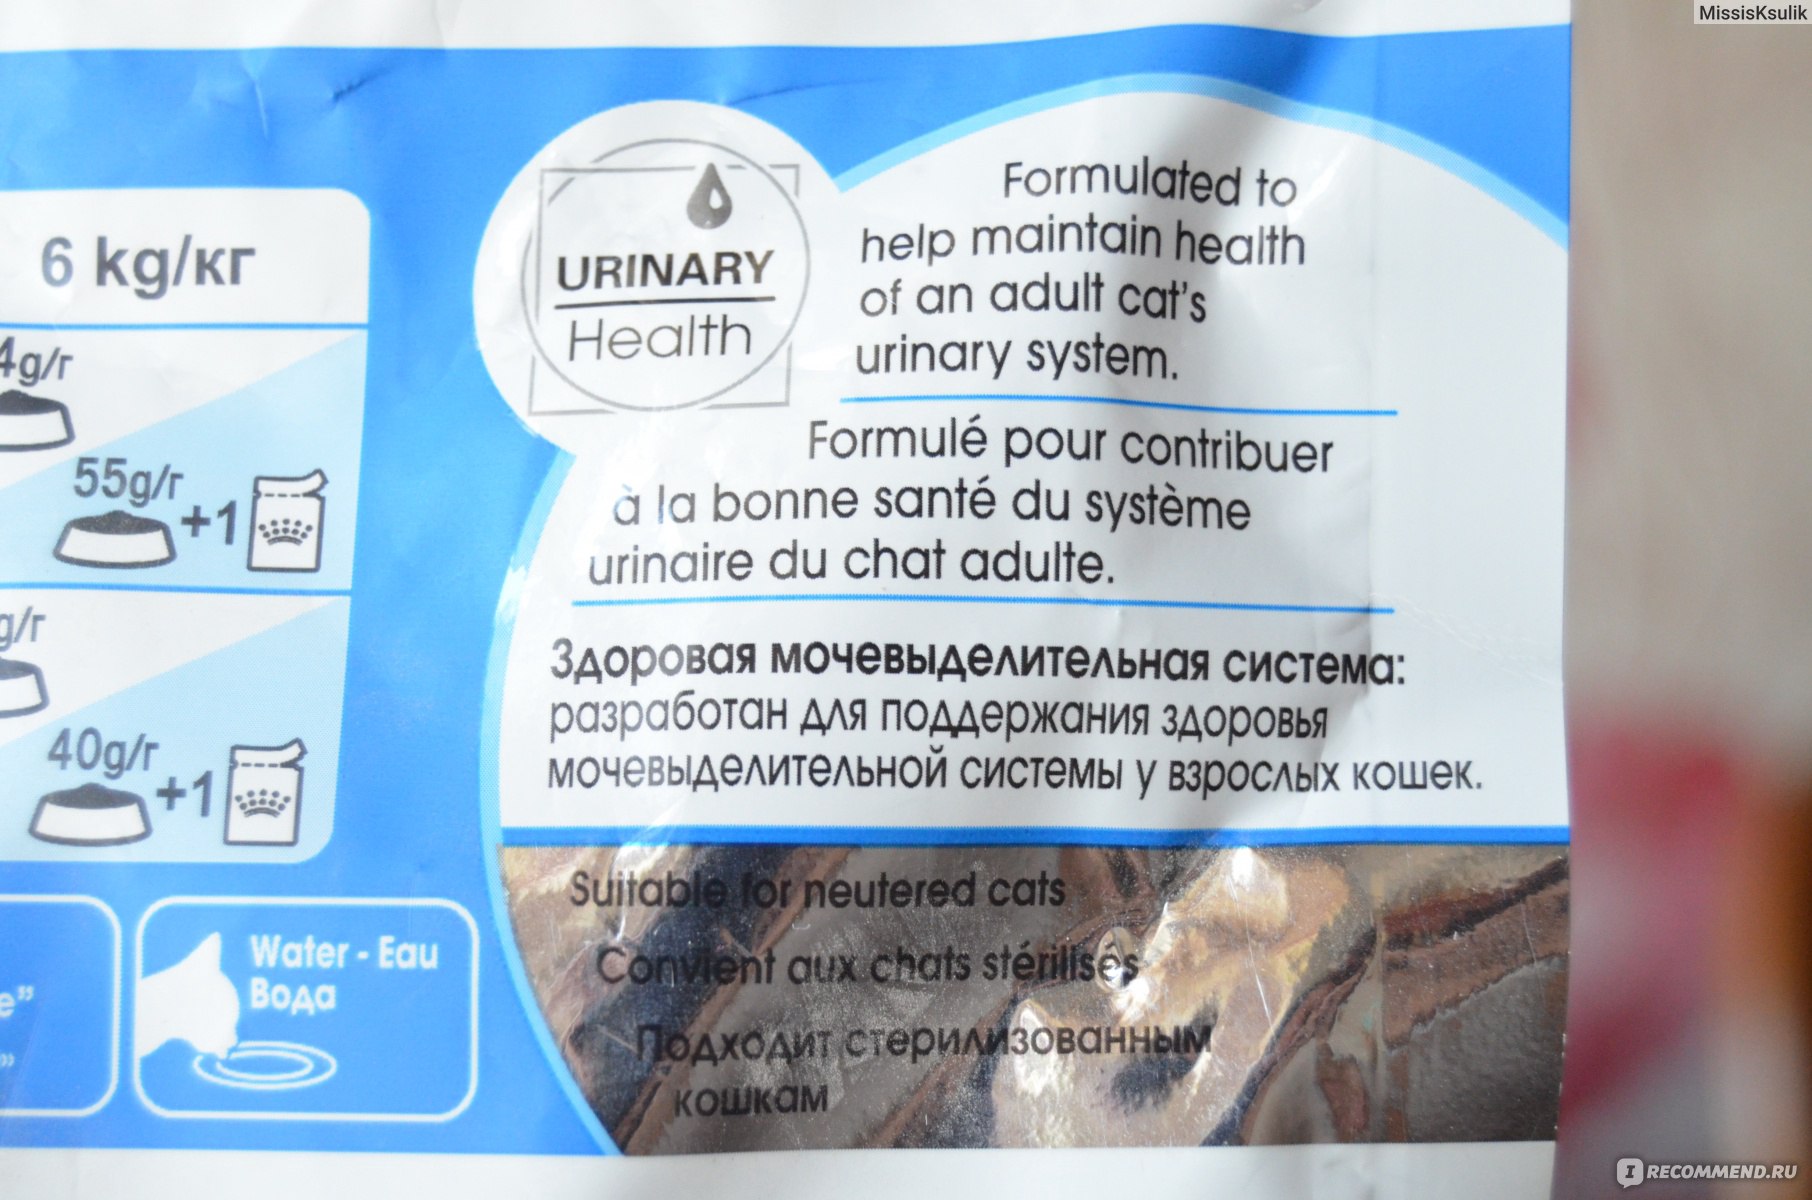 MissisKsulik
6 kg/кг
4g/г
55g/г
+1
g/г
40g/г
+1
Water - Eau
Вода
e”
”
URINARY
Health
Formulated to
help maintain health
of an adult cat's
urinary system.
Formulé pour contribuer
à la bonne santé du système
urinaire du chat adulte.
Здоровая мочевыделительная система:
разработан для поддержания здоровья
мочевыделительной системы у взрослых кошек.
Suitable for neutered cats
Convient aux chats stérilisés
Подходит стерилизованным
кошкам
IRECOMMEND.RU